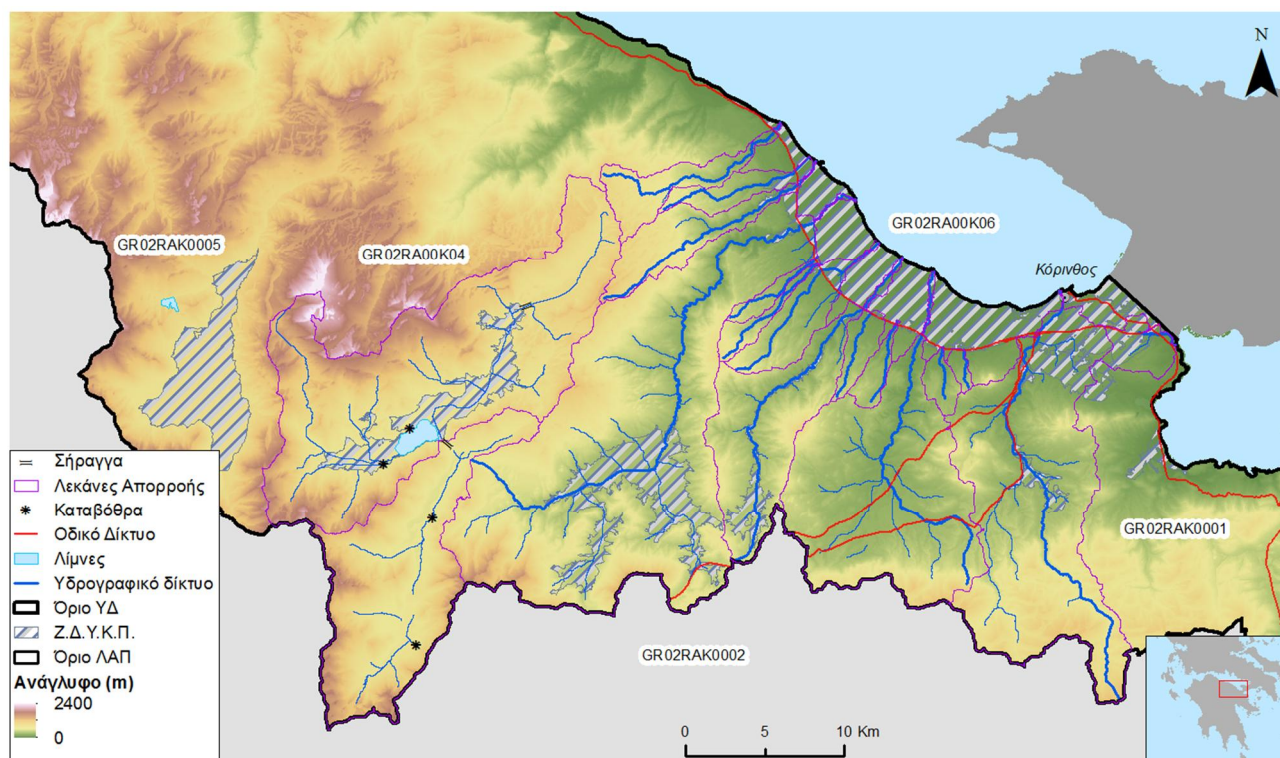 N
GR02RAK0005
GR02RA00K04
GR02RA00K06
Κόρινθος
GR02RAK0001
GR02RAK0002
Σήραγγα
Λεκάνες Απορροής
Καταβόθρα
Οδικό Δίκτυο
Λίμνες
Υδρογραφικό δίκτυο
Όριο ΥΔ
Ζ.Δ.Υ.Κ.Π.
Όριο ΛΑΠ
Ανάγλυφο (m)
2400
0
0 5 10 Km